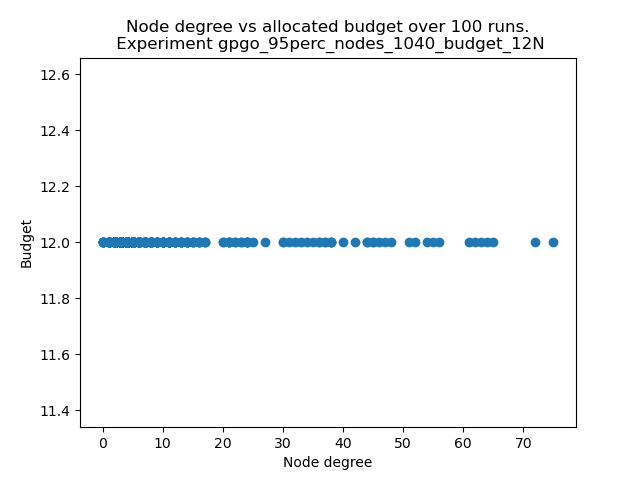 Node degree vs allocated budget over 100 runs.
Experiment gpgo_95perc_nodes_1040_budget_12N
12.6
12.4
12.2
12.0
11.8
11.6
11.4
Budget
0 10 20 30 40 50 60 70
Node degree